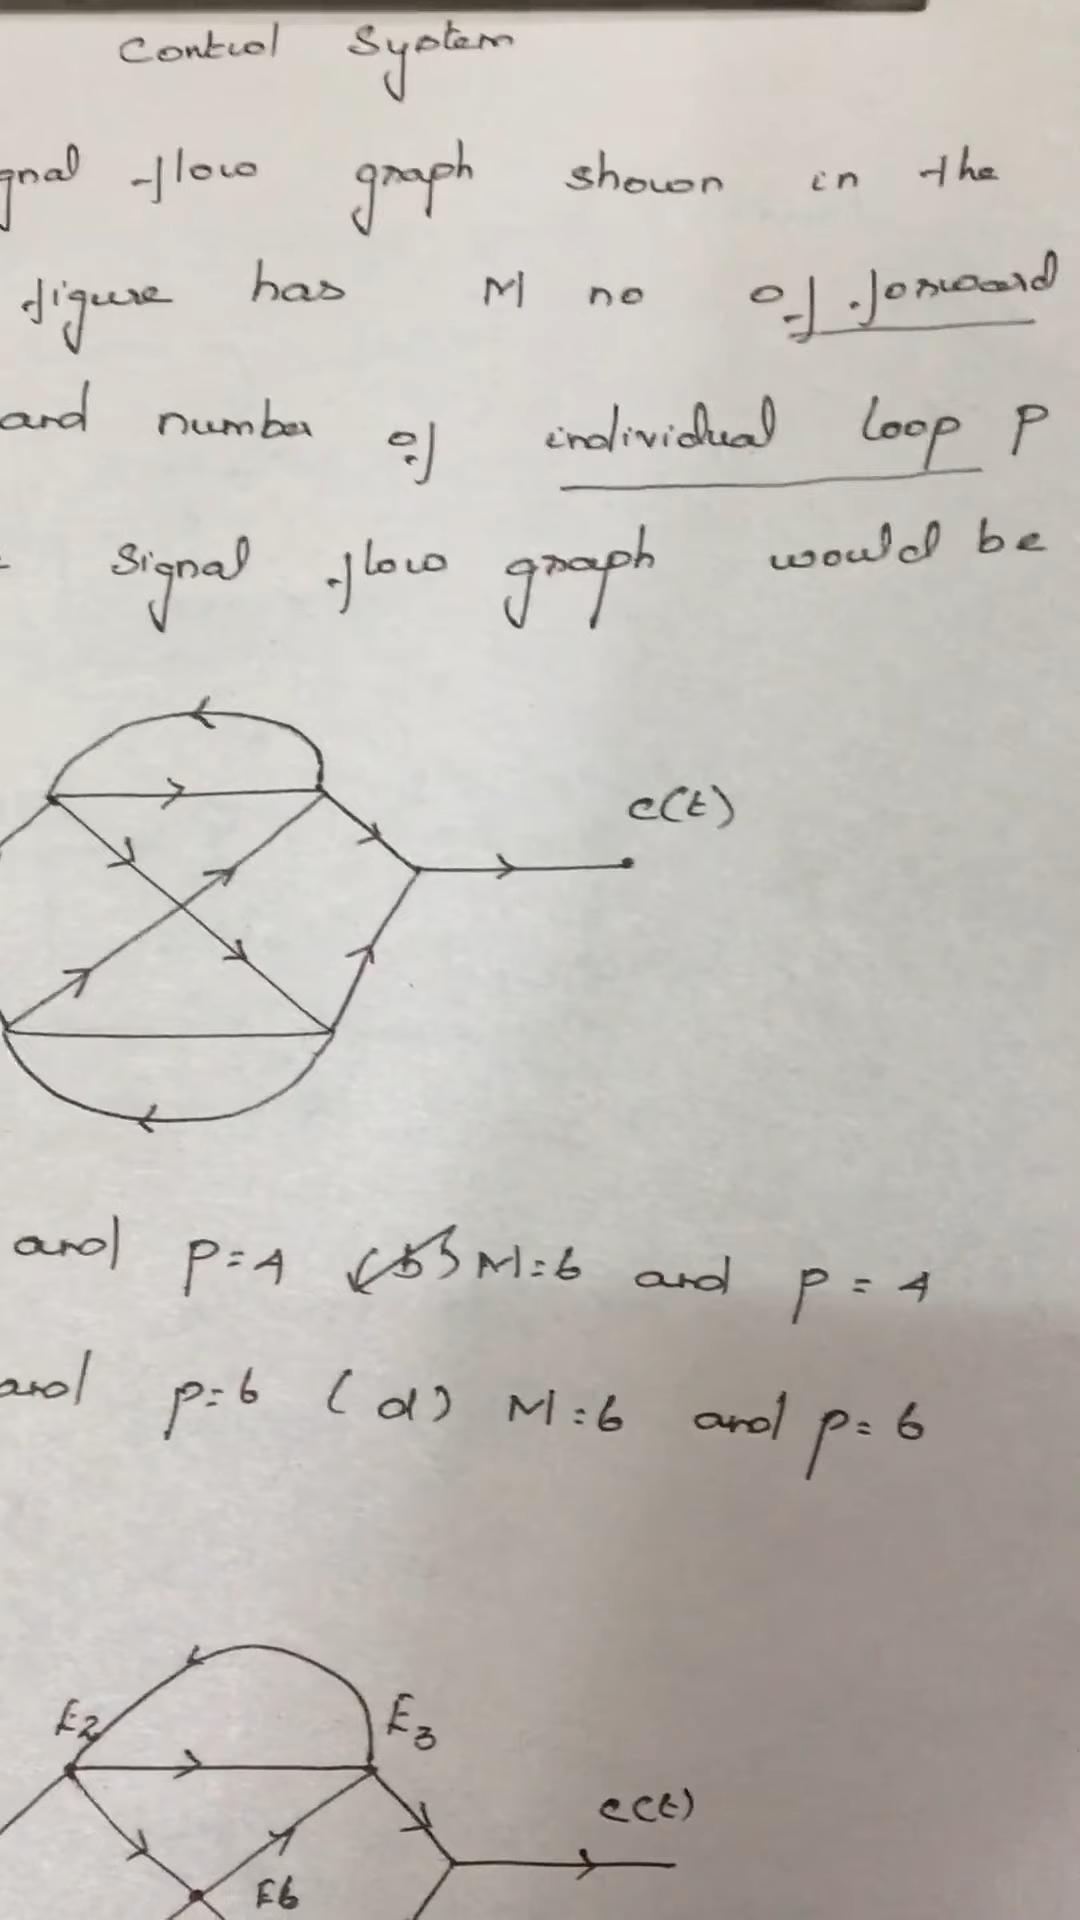 Control System
gnal flow graph shown in the
figure has M no of forward
and number of individual loop P
signal flow graph would be
c(t)
and P=4 (b) M=6 and P=4
and P=6 (d) M=6 and P=6
E2 E3
c(t)
E6